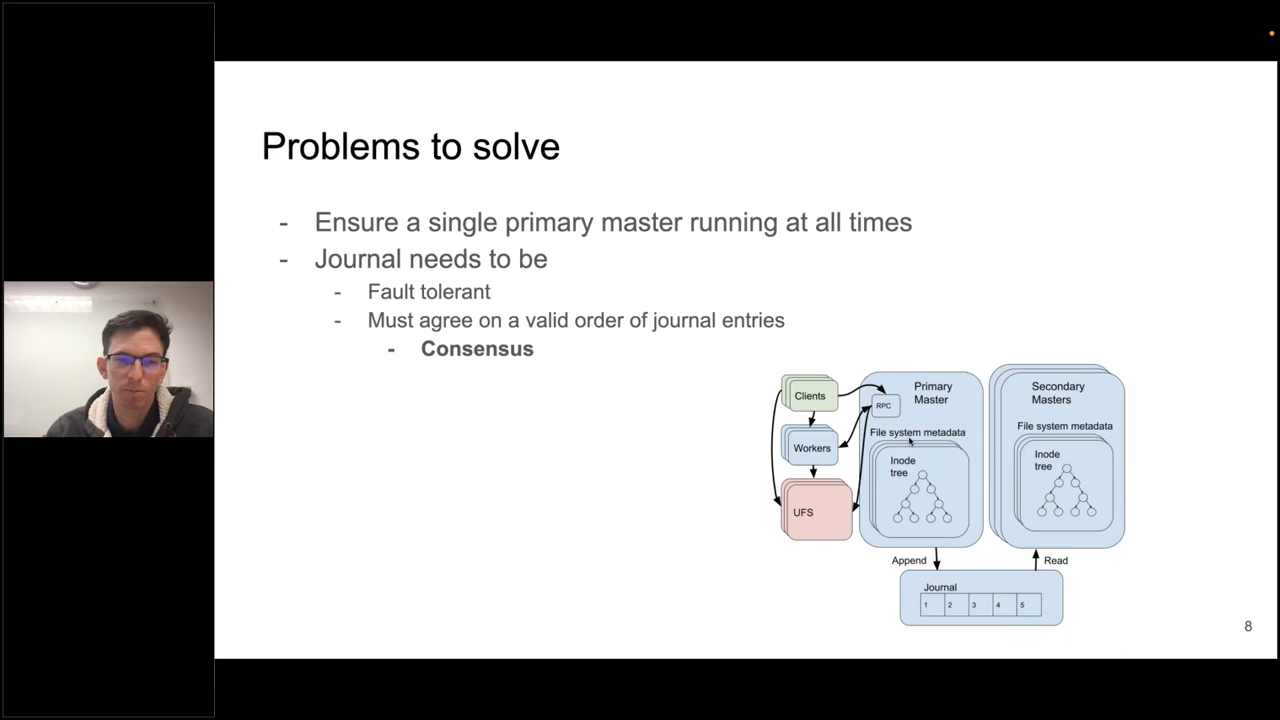 Problems to solve
- Ensure a single primary master running at all times
- Journal needs to be
- Fault tolerant
- Must agree on a valid order of journal entries
- Consensus
Clients
Workers
UFS
Primary
Master
RPC
File system metadata
Inode
tree
Secondary
Masters
File system metadata
Inode
tree
Append
Read
Journal
1 2 3 4 5
8